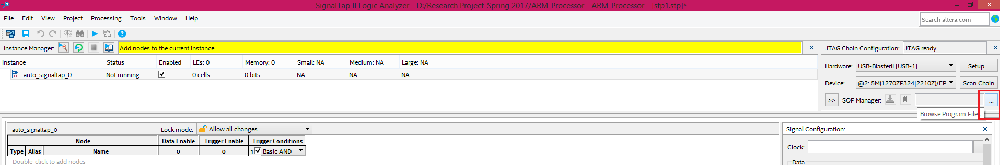 SignalTap II Logic Analyzer - D:/Research Project_Spring 2017/ARM_Processor - ARM_Processor - [stp1.stp]*
File Edit View Project Processing Tools Window Help
Search altera.com
Instance Manager: Add nodes to the current instance
JTAG Chain Configuration: JTAG ready
Instance Status Enabled LEs: 0 Memory: 0 Small: NA Medium: NA Large: NA
auto_signaltap_0 Not running 0 cells 0 bits NA NA NA
Hardware: USB-BlasterII [USB-1] Setup...
Device: @2: 5M(1270ZF324|2210Z)/EP Scan Chain
>> SOF Manager: ...
Browse Program Files
auto_signaltap_0 Lock mode: Allow all changes
Signal Configuration:
Node Data Enable Trigger Enable Trigger Conditions
Type Alias Name 0 0 1 Basic AND
Clock: ...
Double-click to add nodes
Data